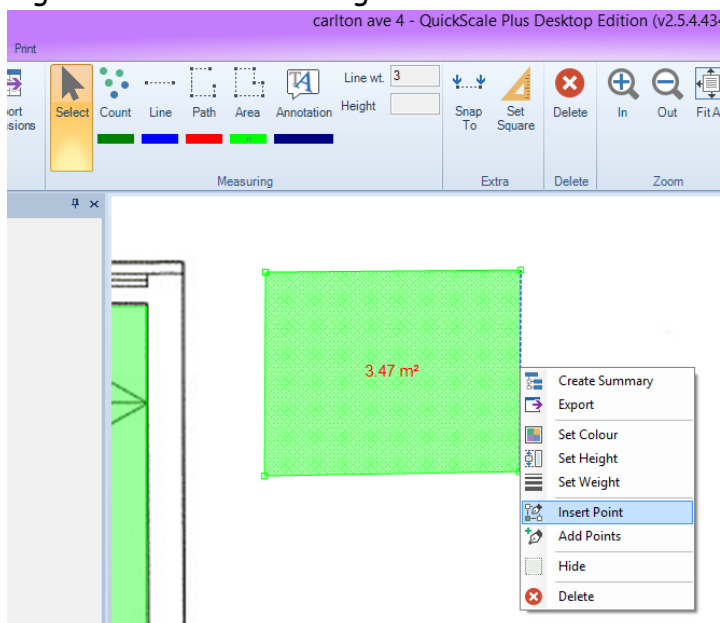 carlton ave 4 - QuickScale Plus Desktop Edition (v2.5.4.434
Print
Line wt. 3
Height
Select Count Line Path Area Annotation
Snap To
Set Square
Delete
In Out Fit A
Measuring
Extra
Delete
Zoom
3.47 m²
Create Summary
Export
Set Colour
Set Height
Set Weight
Insert Point
Add Points
Hide
Delete